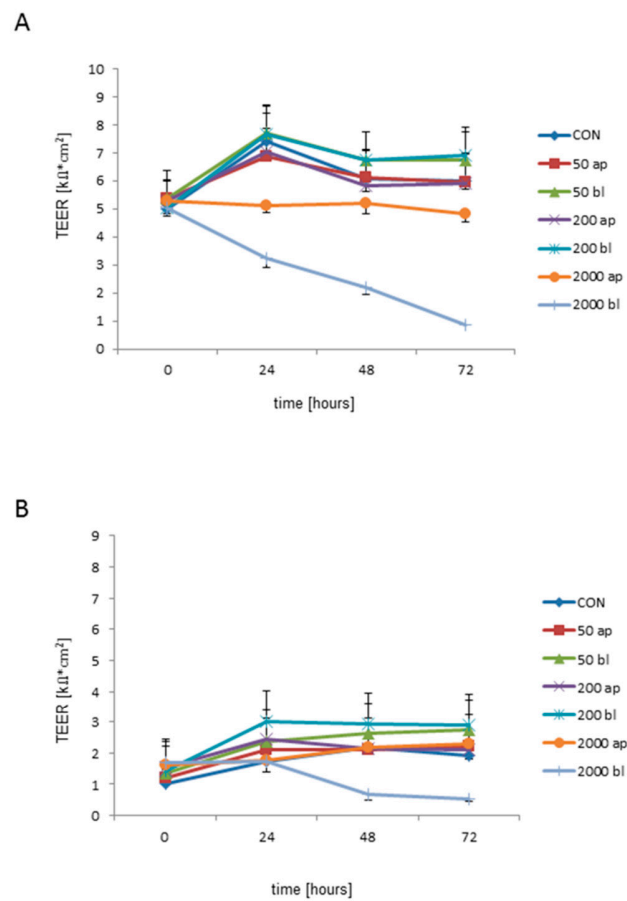 A
10
9
8
7
6
5
4
3
2
1
0
TEER [kΩ*cm²]
0 24 48 72
time [hours]
CON
50 ap
50 bl
200 ap
200 bl
2000 ap
2000 bl
B
9
8
7
6
5
4
3
2
1
0
TEER [kΩ*cm²]
0 24 48 72
time [hours]
CON
50 ap
50 bl
200 ap
200 bl
2000 ap
2000 bl